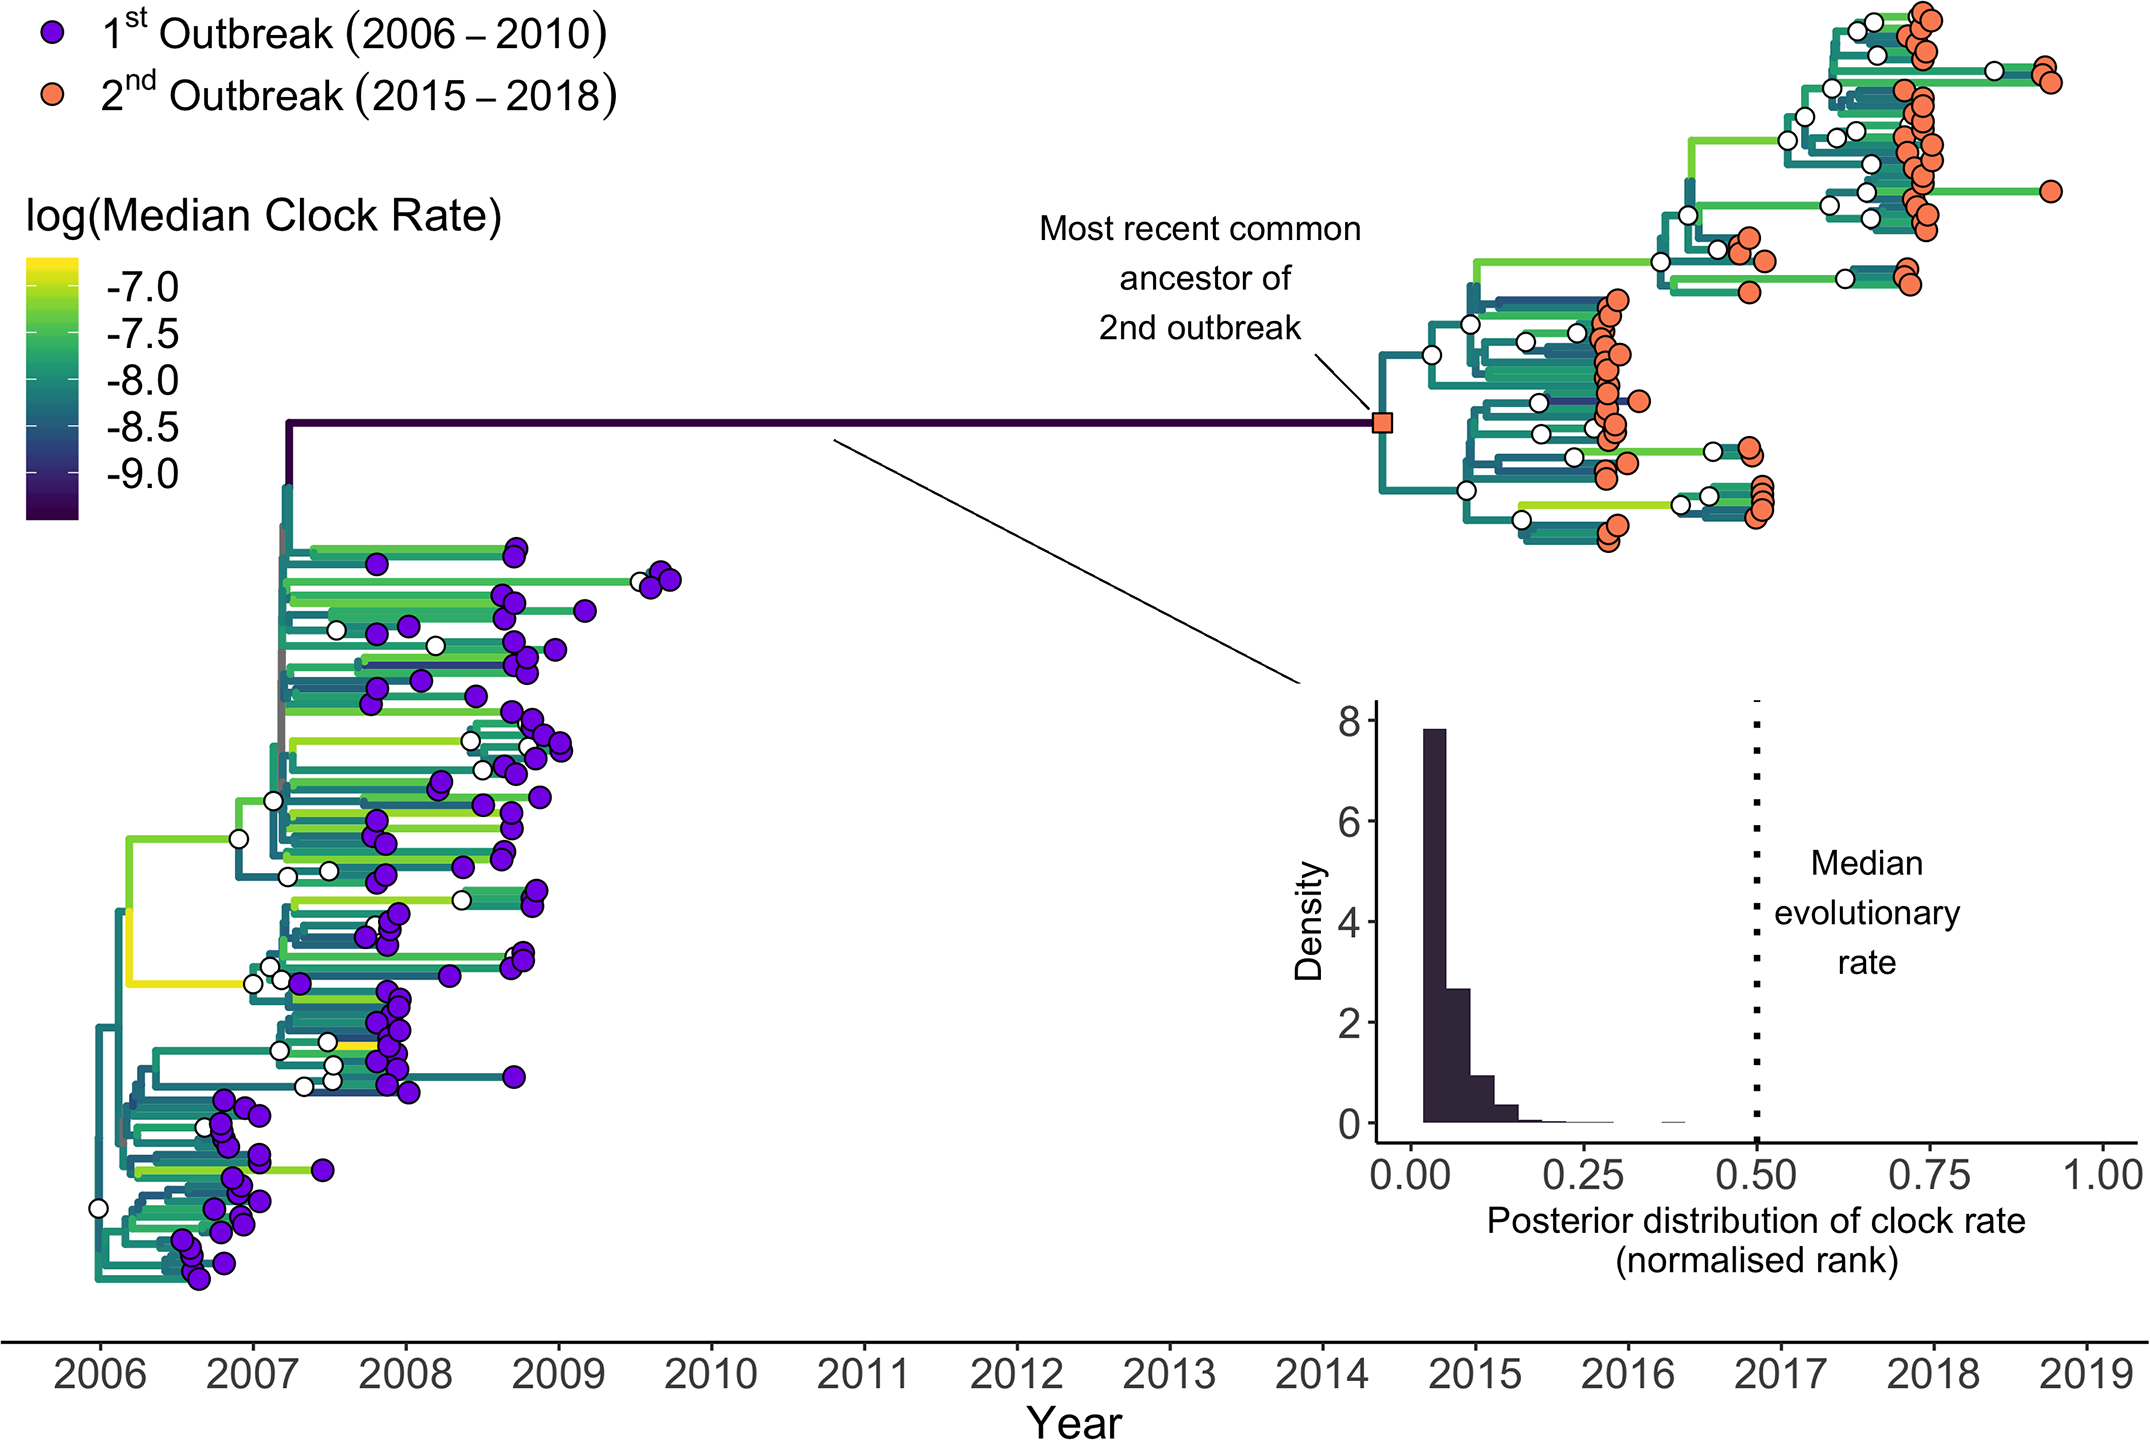 1st Outbreak (2006 – 2010)
2nd Outbreak (2015 – 2018)
log(Median Clock Rate)
-7.0
-7.5
-8.0
-8.5
-9.0
Most recent common
ancestor of
2nd outbreak
8
6
4
2
0
Density
Median
evolutionary
rate
0.00 0.25 0.50 0.75 1.00
Posterior distribution of clock rate
(normalised rank)
2006 2007 2008 2009 2010 2011 2012 2013 2014 2015 2016 2017 2018 2019
Year